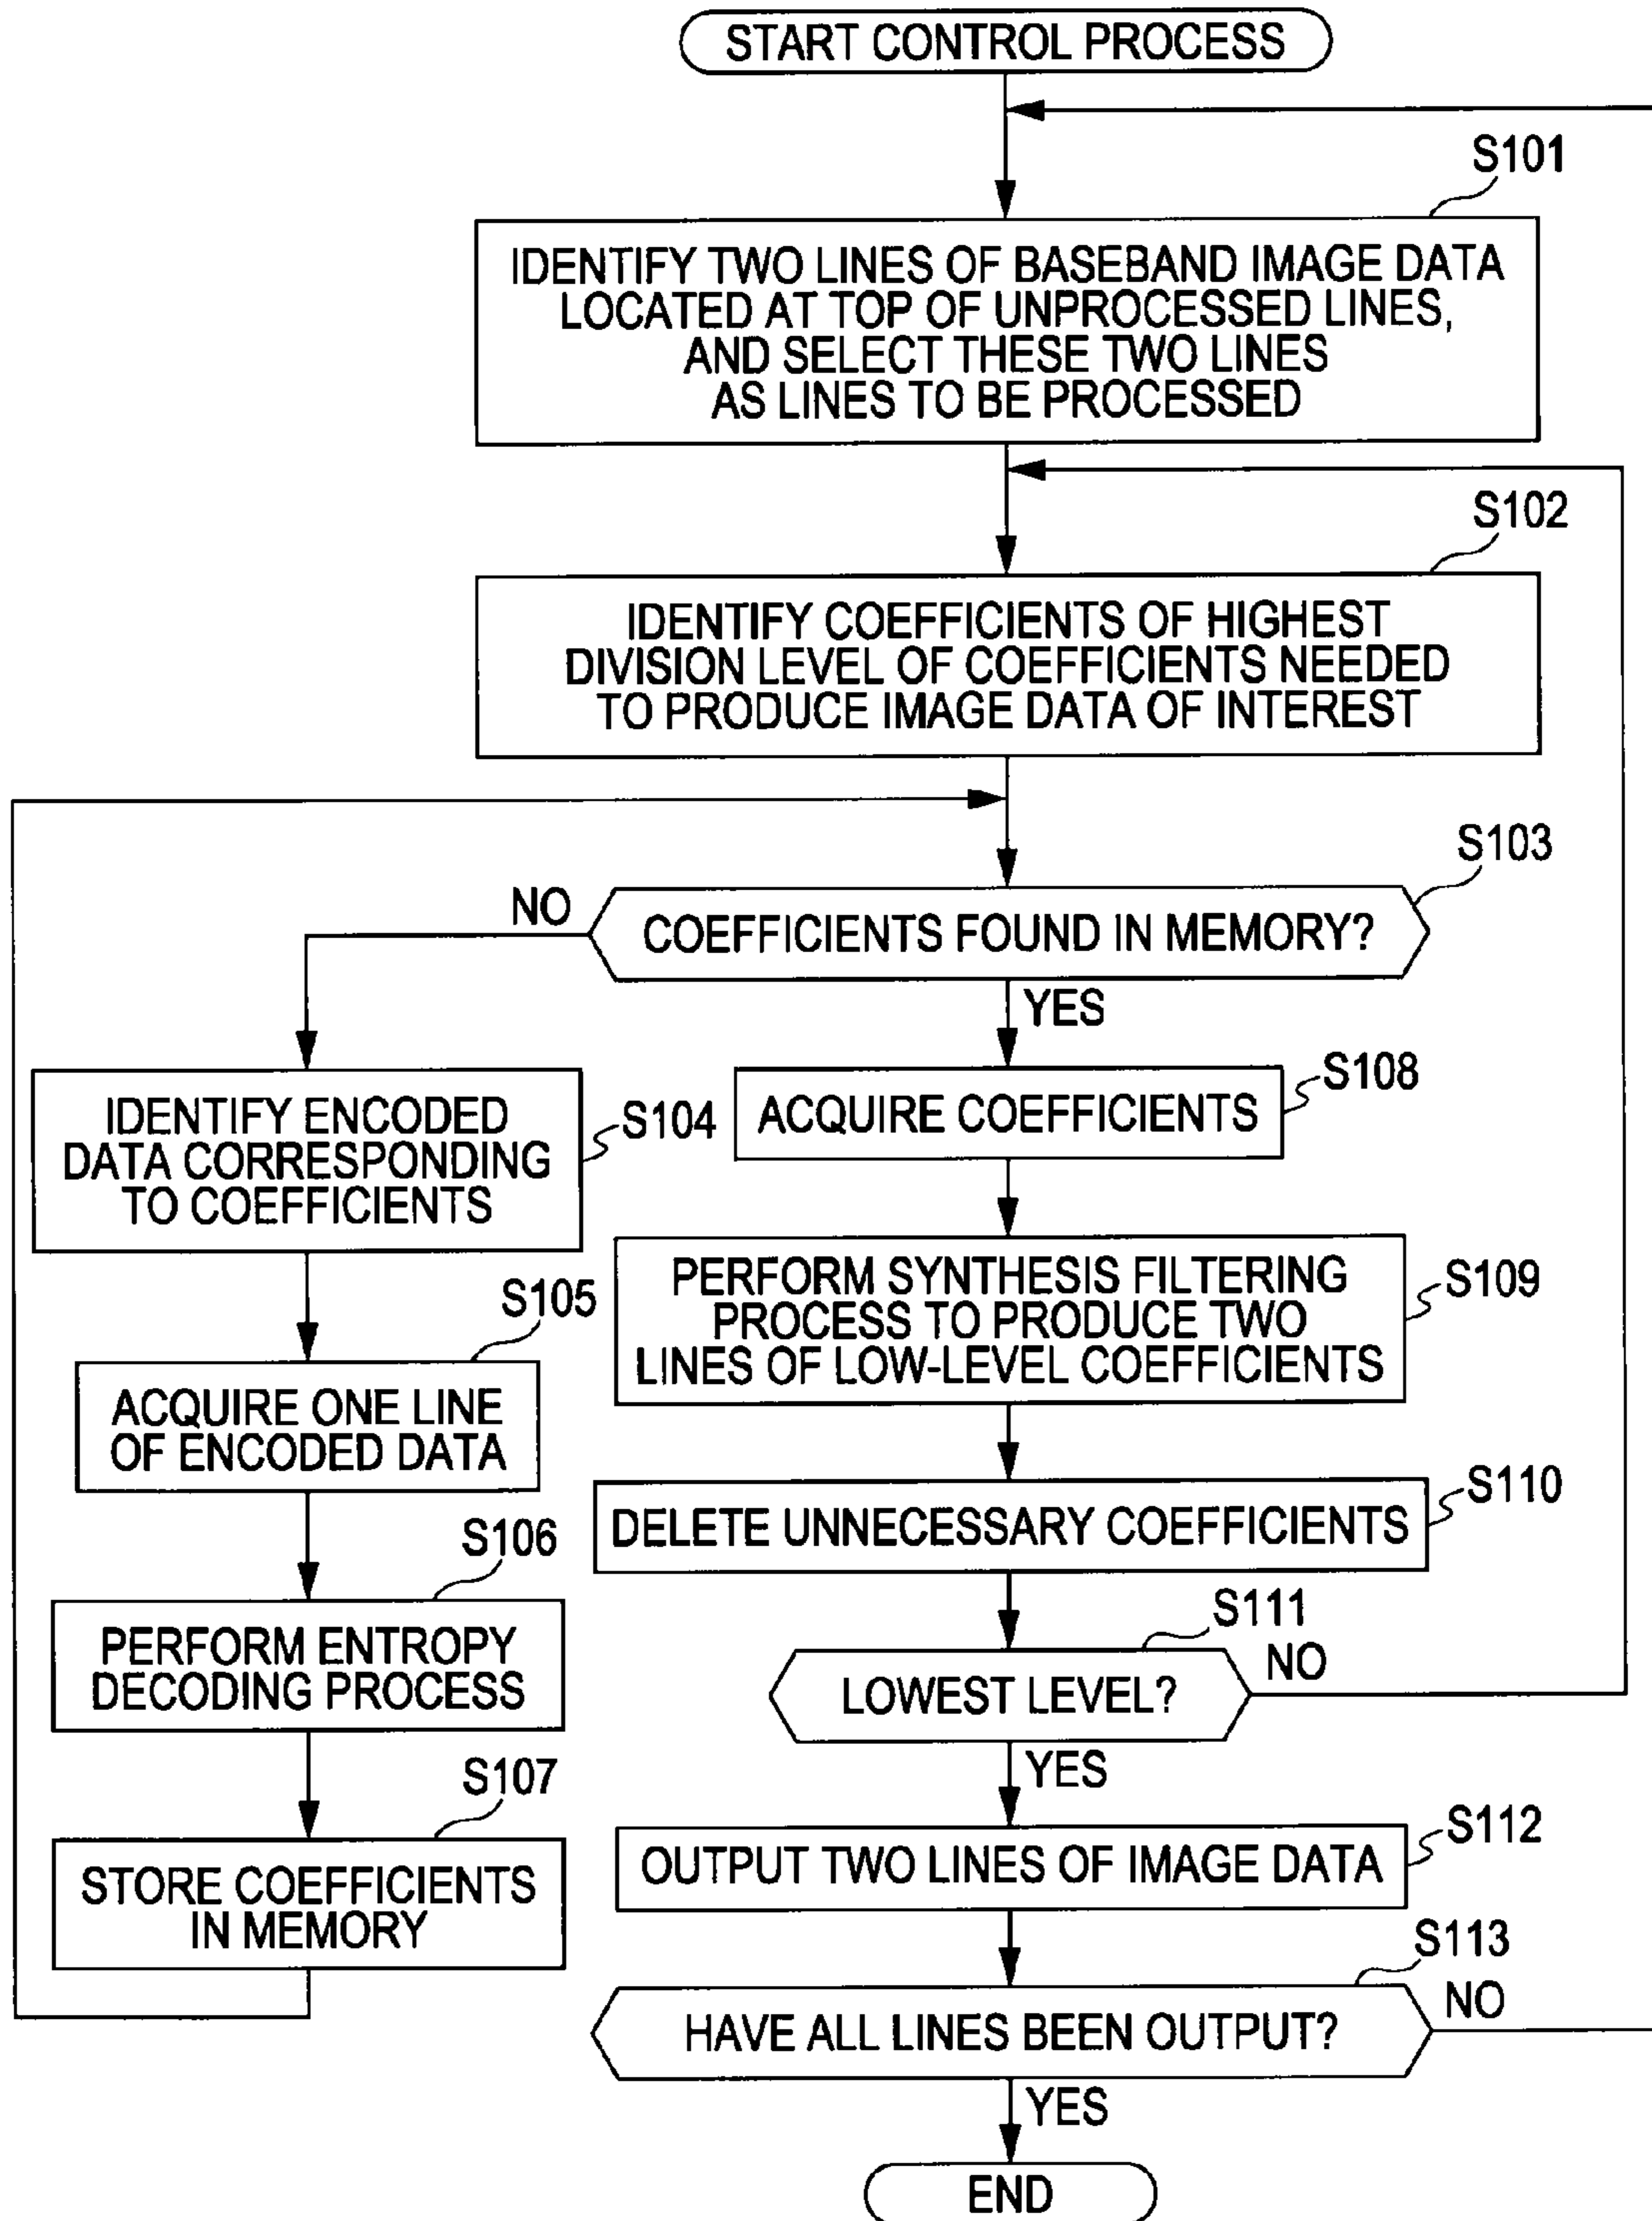 START CONTROL PROCESS
S101
IDENTIFY TWO LINES OF BASEBAND IMAGE DATA
LOCATED AT TOP OF UNPROCESSED LINES,
AND SELECT THESE TWO LINES
AS LINES TO BE PROCESSED
S102
IDENTIFY COEFFICIENTS OF HIGHEST
DIVISION LEVEL OF COEFFICIENTS NEEDED
TO PRODUCE IMAGE DATA OF INTEREST
S103
NO
COEFFICIENTS FOUND IN MEMORY?
YES
S104
IDENTIFY ENCODED
DATA CORRESPONDING
TO COEFFICIENTS
S105
ACQUIRE ONE LINE
OF ENCODED DATA
S106
PERFORM ENTROPY
DECODING PROCESS
S107
STORE COEFFICIENTS
IN MEMORY
S108
ACQUIRE COEFFICIENTS
S109
PERFORM SYNTHESIS FILTERING
PROCESS TO PRODUCE TWO
LINES OF LOW-LEVEL COEFFICIENTS
S110
DELETE UNNECESSARY COEFFICIENTS
S111
LOWEST LEVEL?
NO
YES
S112
OUTPUT TWO LINES OF IMAGE DATA
S113
HAVE ALL LINES BEEN OUTPUT?
NO
YES
END